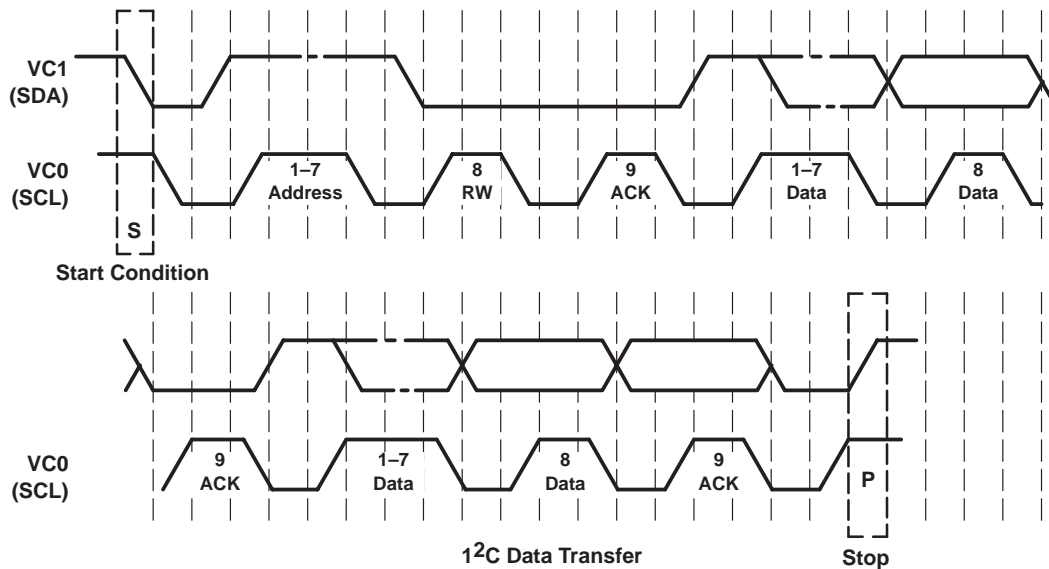 VC1
(SDA)
VC0
(SCL)
1–7
Address
8
RW
9
ACK
1–7
Data
8
Data
S
Start Condition
VC0
(SCL)
9
ACK
1–7
Data
8
Data
9
ACK
P
1²C Data Transfer
Stop